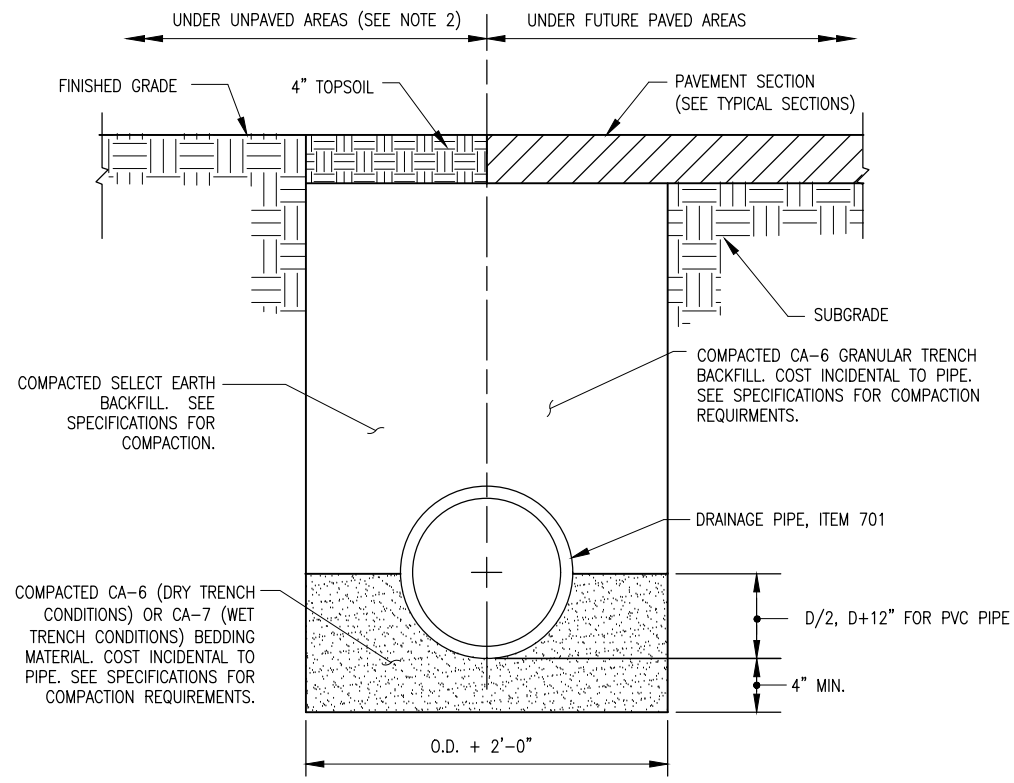 UNDER UNPAVED AREAS (SEE NOTE 2)
UNDER FUTURE PAVED AREAS
FINISHED GRADE
4" TOPSOIL
PAVEMENT SECTION
(SEE TYPICAL SECTIONS)
SUBGRADE
COMPACTED SELECT EARTH
BACKFILL. SEE
SPECIFICATIONS FOR
COMPACTION.
COMPACTED CA-6 GRANULAR TRENCH
BACKFILL. COST INCIDENTAL TO PIPE.
SEE SPECIFICATIONS FOR COMPACTION
REQUIRMENTS.
DRAINAGE PIPE, ITEM 701
COMPACTED CA-6 (DRY TRENCH
CONDITIONS) OR CA-7 (WET
TRENCH CONDITIONS) BEDDING
MATERIAL. COST INCIDENTAL TO
PIPE. SEE SPECIFICATIONS FOR
COMPACTION REQUIREMENTS.
D/2, D+12" FOR PVC PIPE
4" MIN.
O.D. + 2'-0"